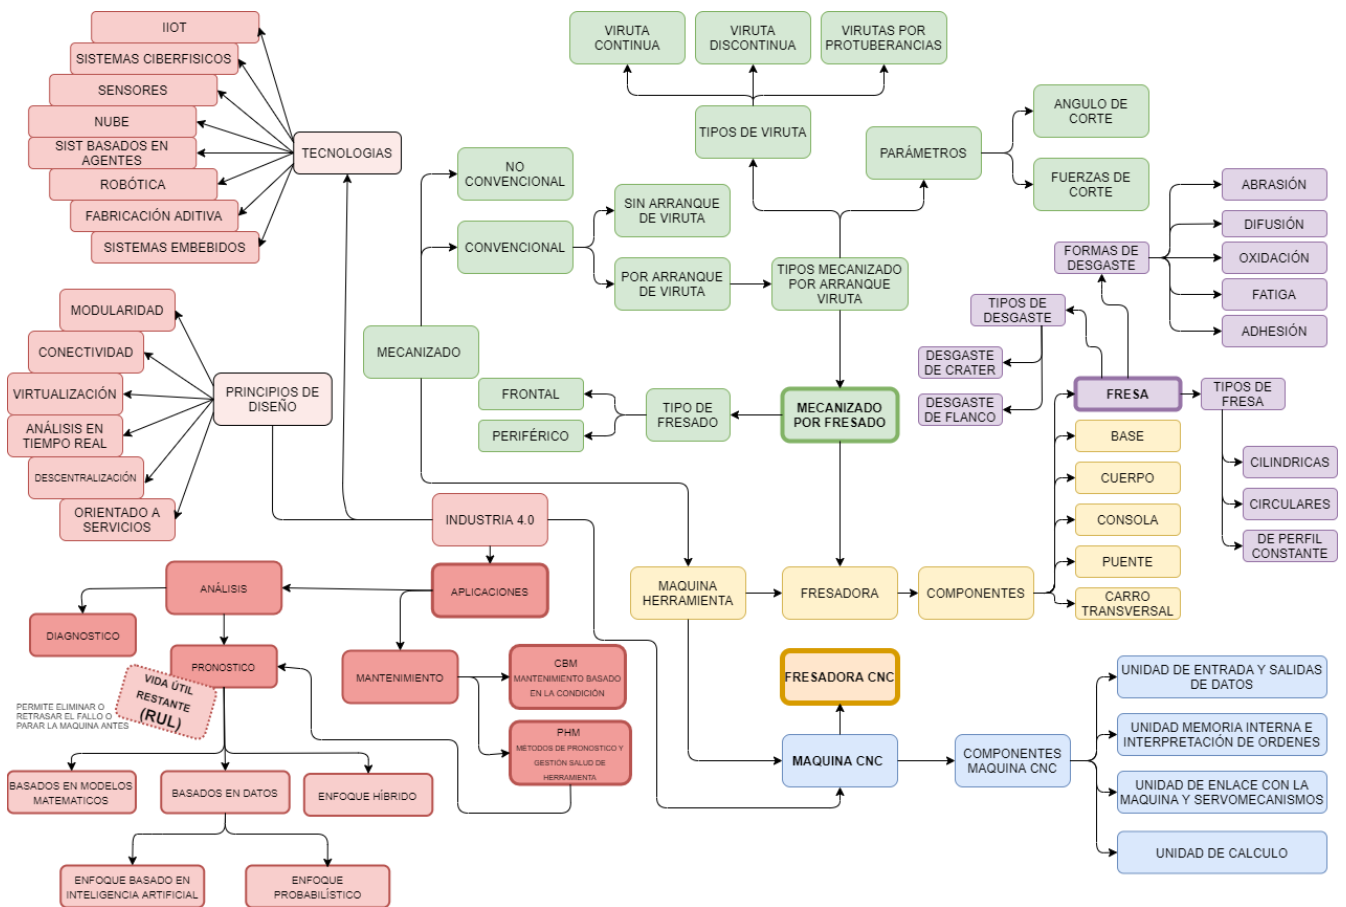 IIOT
SISTEMAS CIBERFISICOS
SENSORES
NUBE
SIST BASADOS EN
AGENTES
ROBÓTICA
FABRICACIÓN ADITIVA
SISTEMAS EMBEBIDOS
TECNOLOGIAS
MODULARIDAD
CONECTIVIDAD
VIRTUALIZACIÓN
ANÁLISIS EN
TIEMPO REAL
DESCENTRALIZACIÓN
ORIENTADO A
SERVICIOS
PRINCIPIOS DE
DISEÑO
VIRUTA
CONTINUA
VIRUTA
DISCONTINUA
VIRUTAS POR
PROTUBERANCIAS
TIPOS DE VIRUTA
PARÁMETROS
ANGULO DE
CORTE
FUERZAS DE
CORTE
NO
CONVENCIONAL
CONVENCIONAL
SIN ARRANQUE
DE VIRUTA
POR ARRANQUE
DE VIRUTA
TIPOS MECANIZADO
POR ARRANQUE
VIRUTA
MECANIZADO
FRONTAL
PERIFÉRICO
TIPO DE
FRESADO
MECANIZADO
POR FRESADO
FORMAS DE
DESGASTE
ABRASIÓN
DIFUSIÓN
OXIDACIÓN
FATIGA
ADHESIÓN
TIPOS DE
DESGASTE
DESGASTE
DE CRATER
DESGASTE
DE FLANCO
FRESA
TIPOS DE
FRESA
CILINDRICAS
CIRCULARES
DE PERFIL
CONSTANTE
BASE
CUERPO
CONSOLA
PUENTE
CARRO
TRANSVERSAL
INDUSTRIA 4.0
APLICACIONES
ANÁLISIS
DIAGNOSTICO
PRONOSTICO
VIDA ÚTIL
RESTANTE
(RUL)
PERMITE ELIMINAR O
RETRASAR EL FALLO O
PARAR LA MAQUINA ANTES
MANTENIMIENTO
CBM
MANTENIMIENTO BASADO
EN LA CONDICIÓN
PHM
METODOS DE PRONOSTICO Y
GESTIÓN SALUD DE
HERRAMIENTA
BASADOS EN MODELOS
MATEMATICOS
BASADOS EN DATOS
ENFOQUE HÍBRIDO
ENFOQUE BASADO EN
INTELIGENCIA ARTIFICIAL
ENFOQUE
PROBABILÍSTICO
MAQUINA
HERRAMIENTA
FRESADORA
COMPONENTES
FRESADORA CNC
MAQUINA CNC
COMPONENTES
MAQUINA CNC
UNIDAD DE ENTRADA Y SALIDAS
DE DATOS
UNIDAD MEMORIA INTERNA E
INTERPRETACIÓN DE ORDENES
UNIDAD DE ENLACE CON LA
MAQUINA Y SERVOMECANISMOS
UNIDAD DE CALCULO